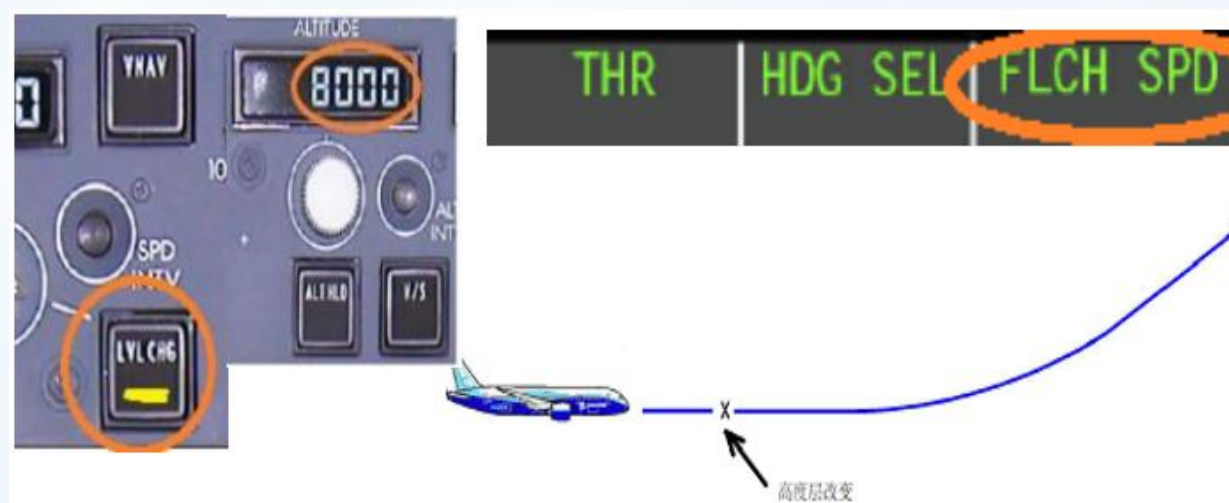 VNAV
ALTITUDE
8000
10
SPD
INTV
LVL CHG
ALT HLD
V/S
THR
HDG SEL
FLCH SPD
X
高度层改变